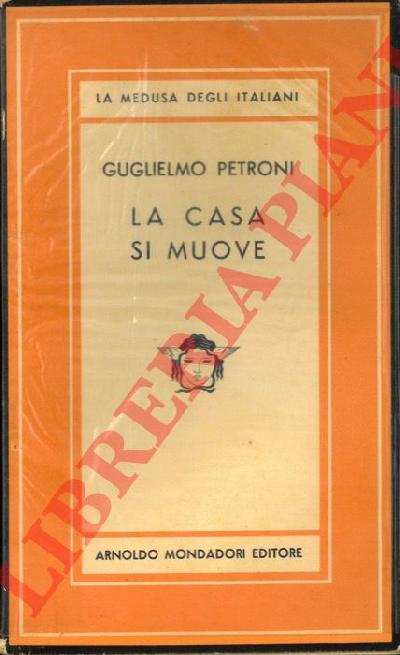 LA MEDUSA DEGLI ITALIANI
GUGLIELMO PETRONI
LA CASA
SI MUOVE
ARNOLDO MONDADORI EDITORE
LIBRERIA PIANI